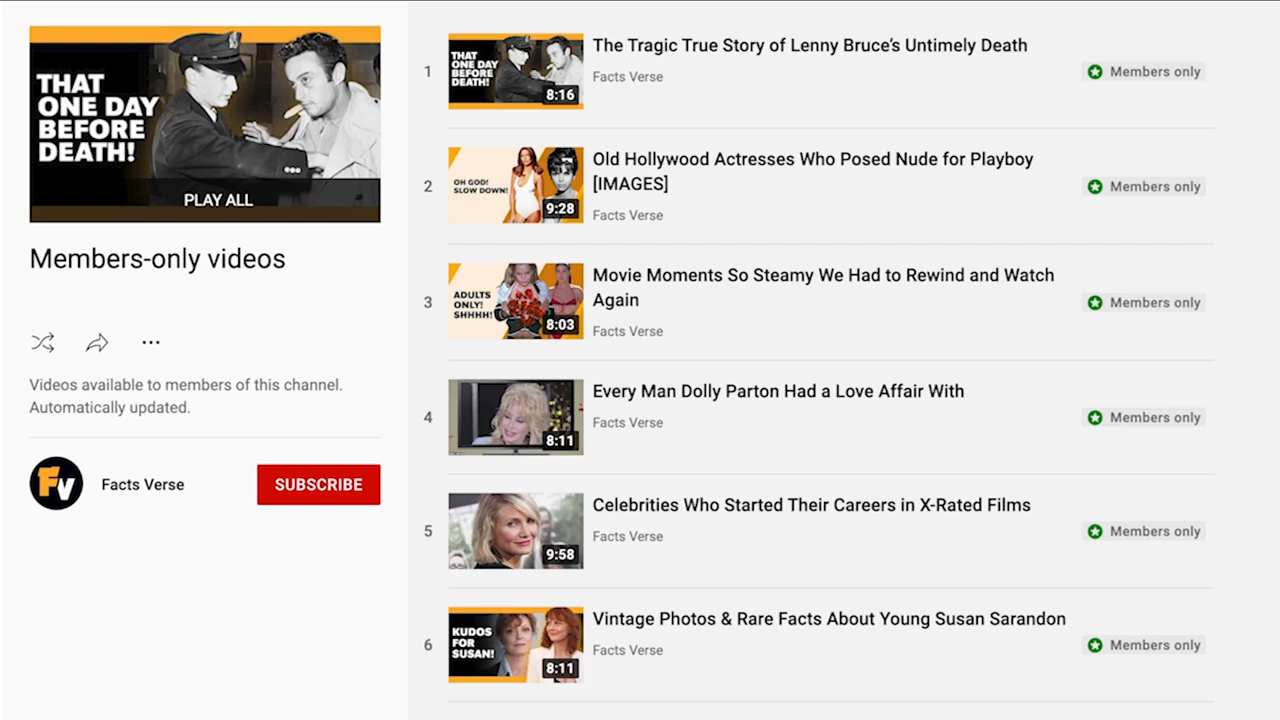 THAT
ONE DAY
BEFORE
DEATH!
PLAY ALL
Members-only videos
Videos available to members of this channel.
Automatically updated.
FV
Facts Verse
SUBSCRIBE
1
THAT
ONE DAY
BEFORE
DEATH!
8:16
The Tragic True Story of Lenny Bruce’s Untimely Death
Facts Verse
Members only
2
OH GOD!
SLOW DOWN!
9:28
Old Hollywood Actresses Who Posed Nude for Playboy
[IMAGES]
Facts Verse
Members only
3
ADULTS
ONLY!
SHHHH!
8:03
Movie Moments So Steamy We Had to Rewind and Watch
Again
Facts Verse
Members only
4
8:11
Every Man Dolly Parton Had a Love Affair With
Facts Verse
Members only
5
9:58
Celebrities Who Started Their Careers in X-Rated Films
Facts Verse
Members only
6
KUDOS
FOR
SUSAN!
8:11
Vintage Photos & Rare Facts About Young Susan Sarandon
Facts Verse
Members only